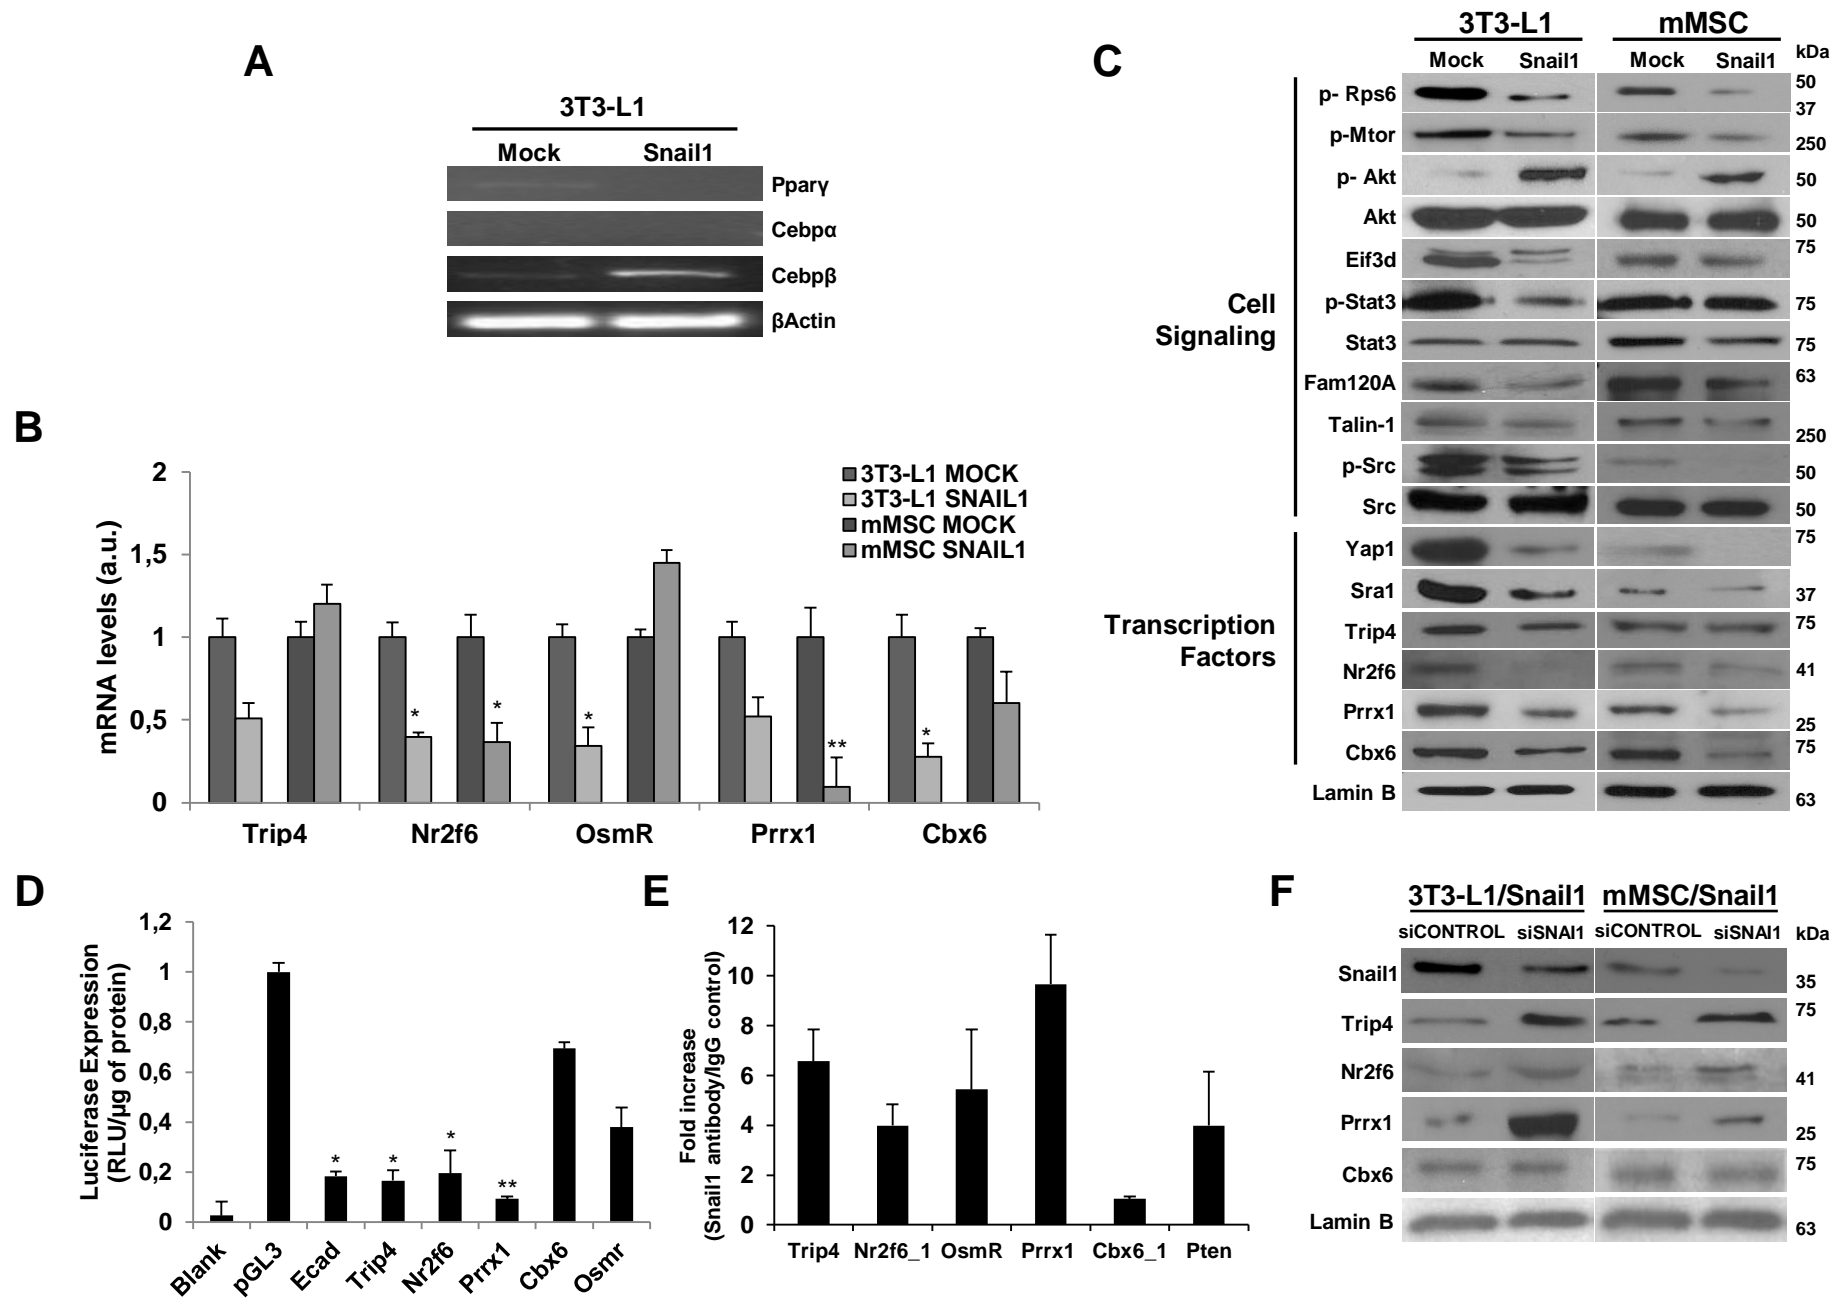 A
3T3-L1
Mock Snail1
Pparγ
Cebpα
Cebpβ
βActin
B
mRNA levels (a.u.)
2
1,5
1
0,5
0
3T3-L1 MOCK
3T3-L1 SNAIL1
mMSC MOCK
mMSC SNAIL1
* * * ** *
Trip4 Nr2f6 OsmR Prrx1 Cbx6
C
3T3-L1 mMSC
Mock Snail1 Mock Snail1 kDa
Cell
Signaling
p- Rps6 50
37
p-Mtor 250
p- Akt 50
Akt 50
Eif3d 75
p-Stat3 75
Stat3 75
Fam120A 63
Talin-1 250
p-Src 50
Src 50
Transcription
Factors
Yap1 75
Sra1 37
Trip4 75
Nr2f6 41
Prrx1 25
Cbx6 75
Lamin B 63
D
Luciferase Expression
(RLU/µg of protein)
1,2
1
0,8
0,6
0,4
0,2
0
* * * **
Blank pGL3 Ecad Trip4 Nr2f6 Prrx1 Cbx6 Osmr
E
Fold increase
(Snail1 antibody/IgG control)
12
10
8
6
4
2
0
Trip4 Nr2f6_1 OsmR Prrx1 Cbx6_1 Pten
F
3T3-L1/Snail1 mMSC/Snail1
siCONTROL siSNAI1 siCONTROL siSNAI1 kDa
Snail1 35
Trip4 75
Nr2f6 41
Prrx1 25
Cbx6 75
Lamin B 63